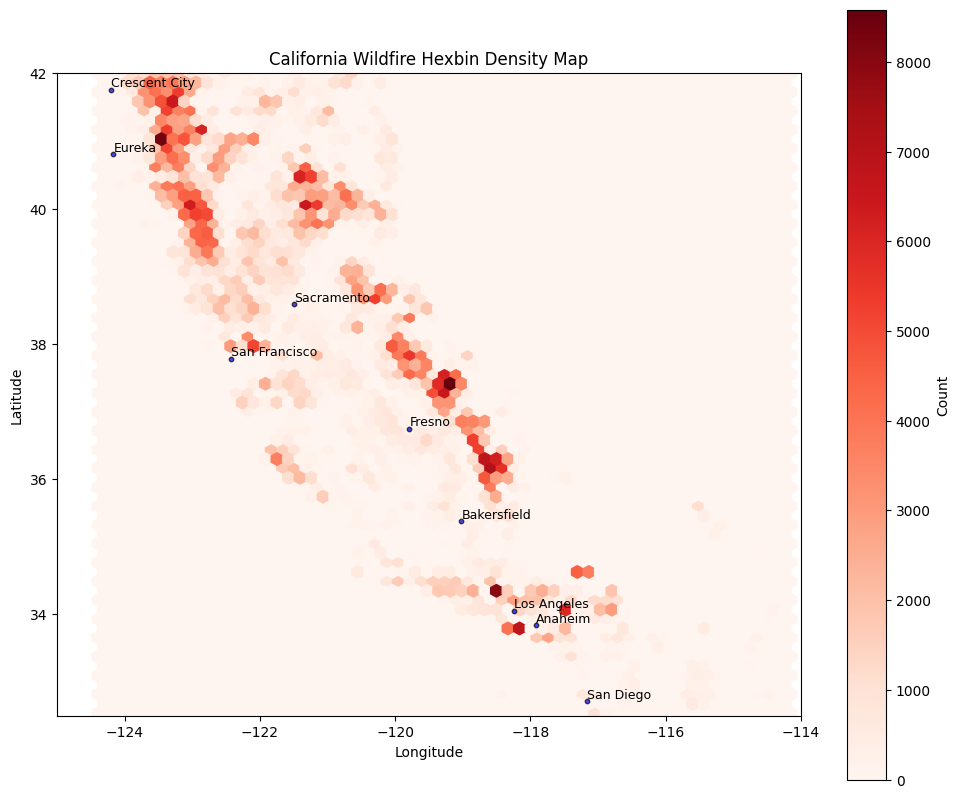 California Wildfire Hexbin Density Map
42
40
38
36
34
Latitude
Crescent City
Eureka
Sacramento
San Francisco
Fresno
Bakersfield
Los Angeles
Anaheim
San Diego
−124
−122
−120
−118
−116
−114
Longitude
8000
7000
6000
5000
4000
3000
2000
1000
0
Count